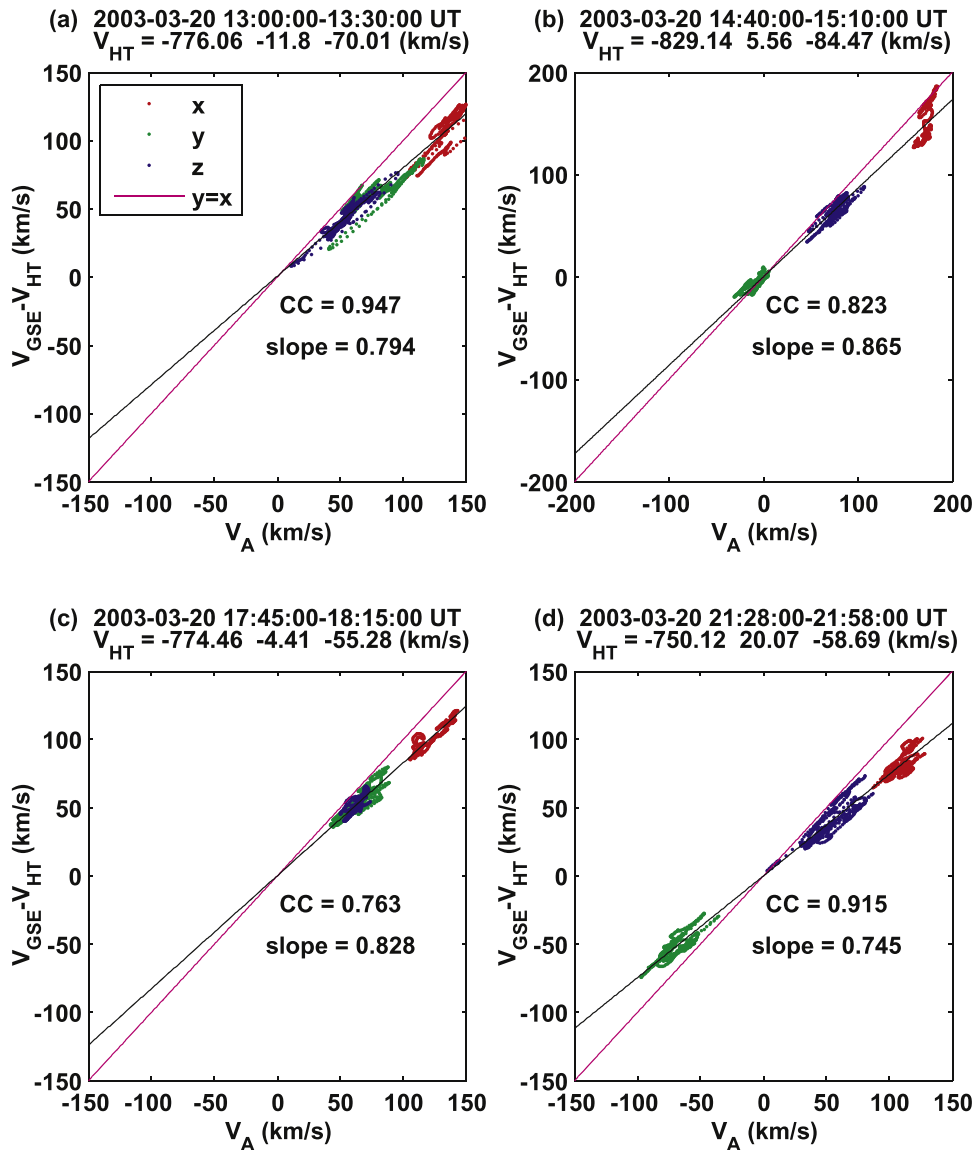 (a) 2003-03-20 13:00:00-13:30:00 UT
V_HT = -776.06 -11.8 -70.01 (km/s)
150
100
50
0
-50
-100
-150
V_GSE-V_HT (km/s)
x
y
z
y=x
CC = 0.947
slope = 0.794
-150 -100 -50 0 50 100 150
V_A (km/s)
(b) 2003-03-20 14:40:00-15:10:00 UT
V_HT = -829.14 5.56 -84.47 (km/s)
200
100
0
-100
-200
V_GSE-V_HT (km/s)
CC = 0.823
slope = 0.865
-200 -100 0 100 200
V_A (km/s)
(c) 2003-03-20 17:45:00-18:15:00 UT
V_HT = -774.46 -4.41 -55.28 (km/s)
150
100
50
0
-50
-100
-150
V_GSE-V_HT (km/s)
CC = 0.763
slope = 0.828
-150 -100 -50 0 50 100 150
V_A (km/s)
(d) 2003-03-20 21:28:00-21:58:00 UT
V_HT = -750.12 20.07 -58.69 (km/s)
150
100
50
0
-50
-100
-150
V_GSE-V_HT (km/s)
CC = 0.915
slope = 0.745
-150 -100 -50 0 50 100 150
V_A (km/s)